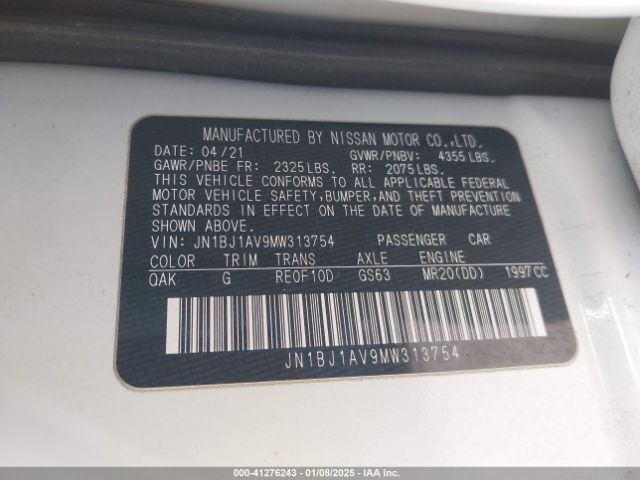 MANUFACTURED BY NISSAN MOTOR CO.,LTD.
DATE: 04/21 GVWR/PNBV: 4355 LBS.
GAWR/PNBE FR: 2325 LBS. RR: 2075 LBS.
THIS VEHICLE CONFORMS TO ALL APPLICABLE FEDERAL
MOTOR VEHICLE SAFETY,BUMPER,AND THEFT PREVENTION
STANDARDS IN EFFECT ON THE DATE OF MANUFACTURE
SHOWN ABOVE.
VIN: JN1BJ1AV9MW313754 PASSENGER CAR
COLOR TRIM TRANS AXLE ENGINE
QAK G RE0F10D GS63 MR20(DD) 1997CC
JN1BJ1AV9MW313754
000-41276243 - 01/08/2025 - IAA Inc.